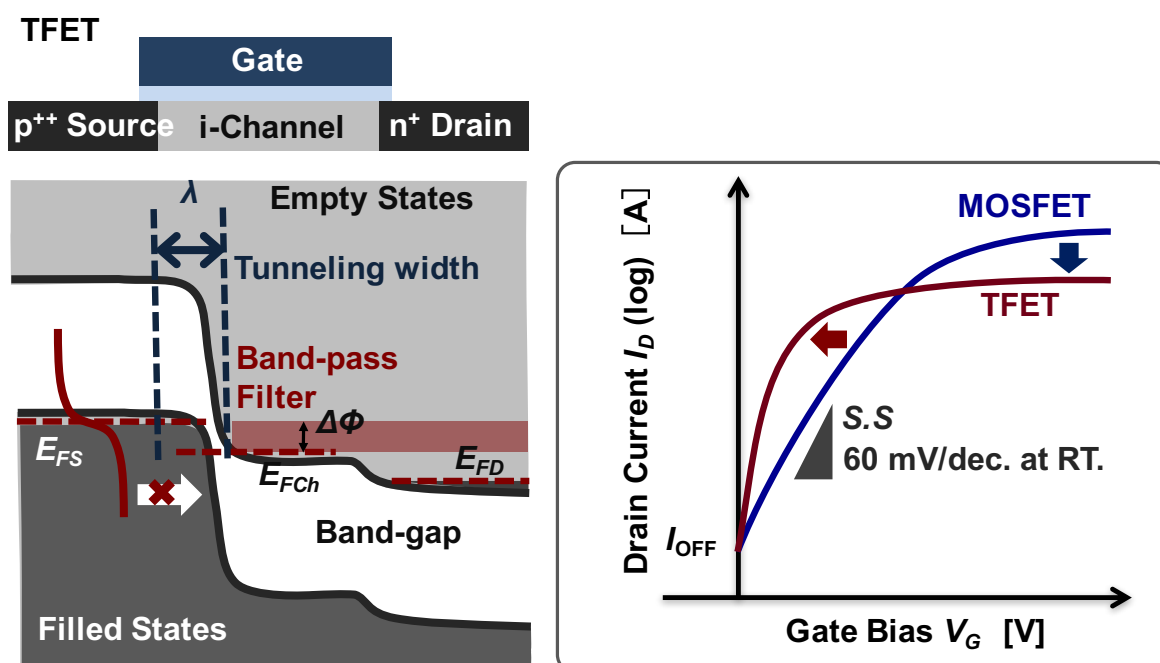 TFET
Gate
p++ Source
i-Channel
n+ Drain
λ
Empty States
Tunneling width
Band-pass
Filter
ΔΦ
EFS
EFCh
EFD
Band-gap
Filled States
Drain Current ID (log) [A]
MOSFET
TFET
S.S
60 mV/dec. at RT.
IOFF
Gate Bias VG [V]